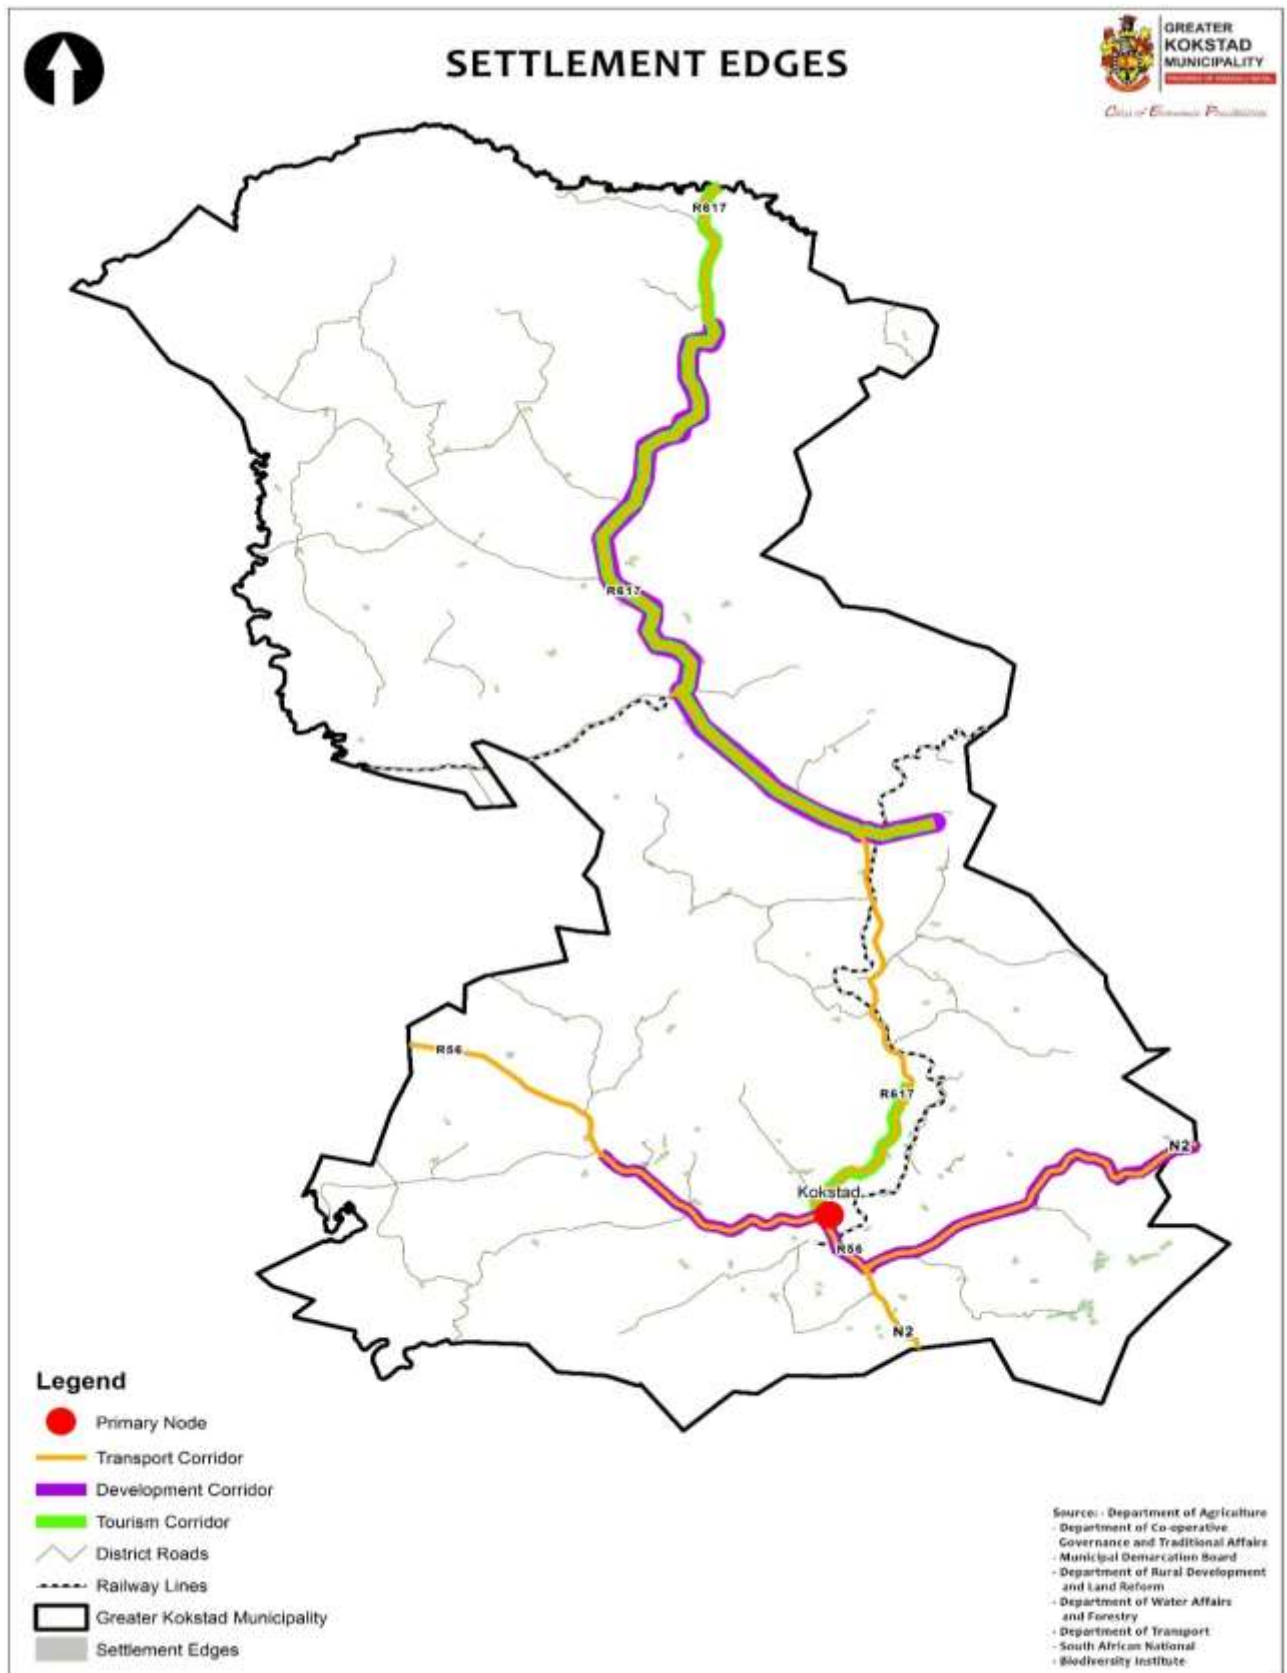 SETTLEMENT EDGES
GREATER
KOKSTAD
MUNICIPALITY
R617
R617
R56
R617
N2
Kokstad
R56
N2
Legend
Primary Node
Transport Corridor
Development Corridor
Tourism Corridor
District Roads
Railway Lines
Greater Kokstad Municipality
Settlement Edges
Source: - Department of Agriculture
- Department of Co-operative
Governance and Traditional Affairs
- Municipal Demarcation Board
- Department of Rural Development
and Land Reform
- Department of Water Affairs
and Forestry
- Department of Transport
- South African National
- Biodiversity Institute